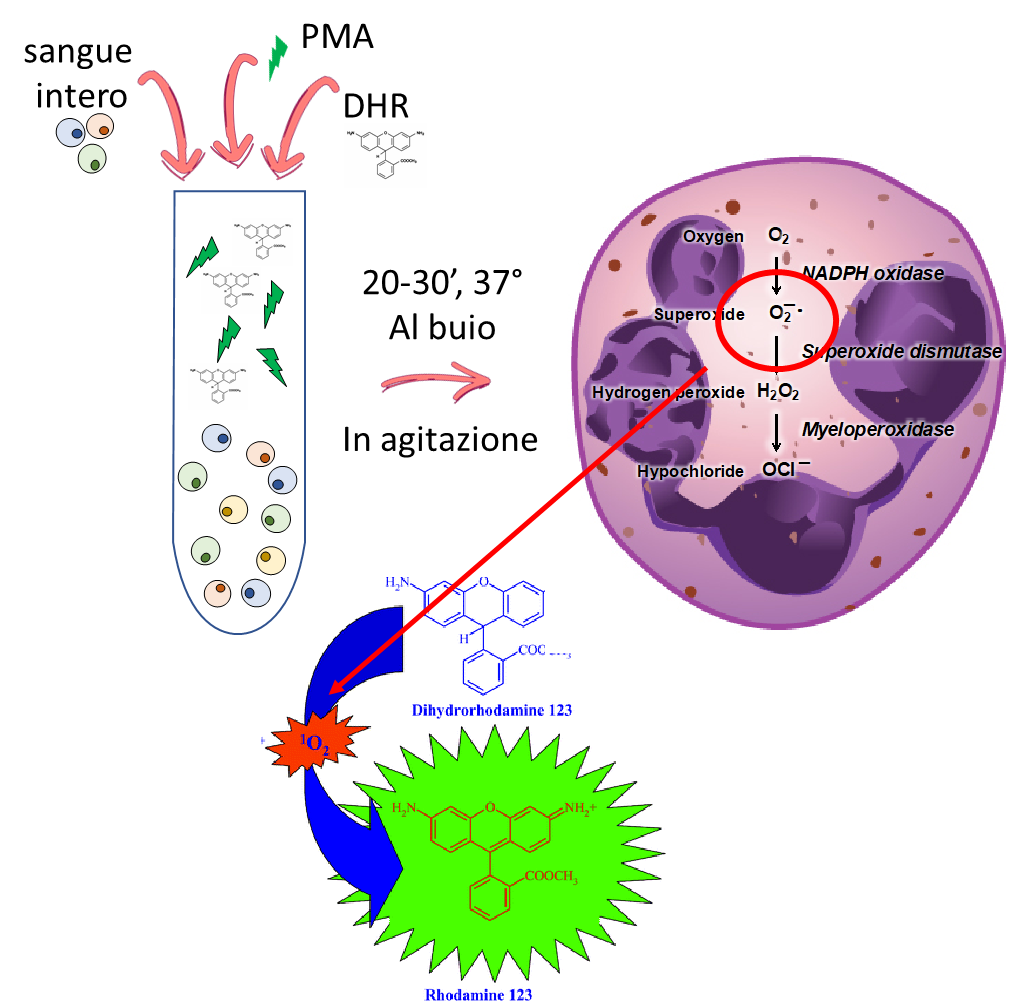 sangue
intero
PMA
DHR
20-30’, 37°
Al buio
In agitazione
Oxygen O₂
NADPH oxidase
Superoxide O₂⁻·
Superoxide dismutase
Hydrogen peroxide H₂O₂
Myeloperoxidase
Hypochloride OCl⁻
H₂N O
H
COC
Dihydrorhodamine 123
¹O₂
H₂N O NH₂⁺
COOCH₃
Rhodamine 123